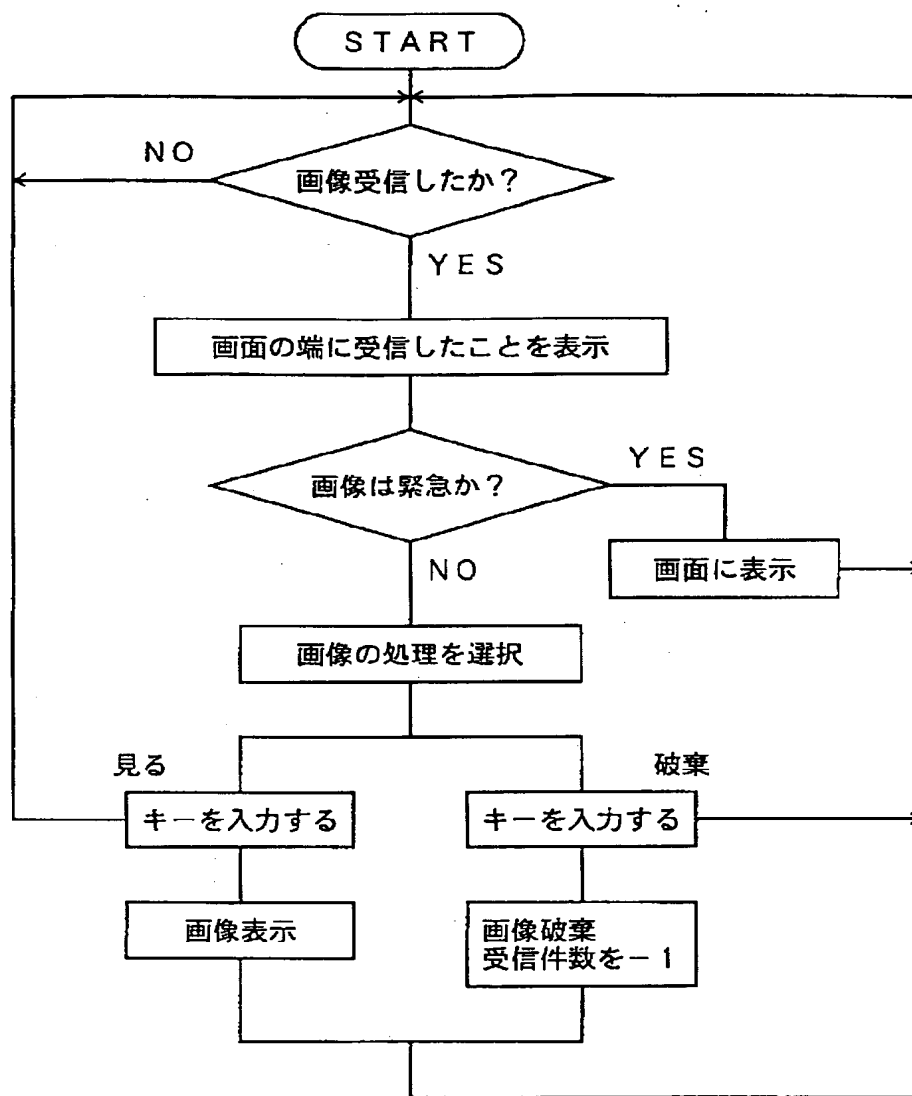 START
NO
画像受信したか?
YES
画面の端に受信したことを表示
YES
画像は緊急か?
NO
画面に表示
画像の処理を選択
見る
破棄
キーを入力する
キーを入力する
画像表示
画像破棄
受信件数を-1